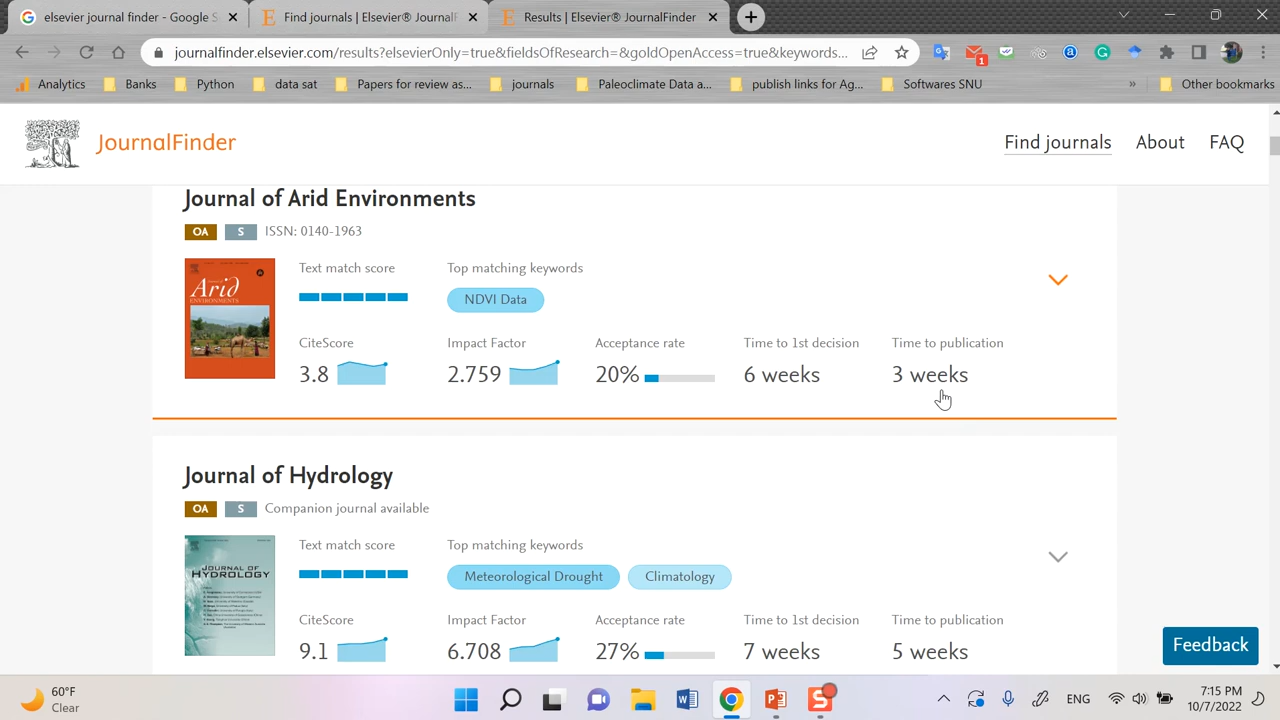 elsevier journal finder - Google S
Find journals | Elsevier® JournalF
Results | Elsevier® JournalFinder
journalfinder.elsevier.com/results?elsevierOnly=true&fieldsOfResearch=&goldOpenAccess=true&keywords...
1
Analytics
Banks
Python
data sat
Papers for review as...
journals
Paleoclimate Data a...
publish links for Ag...
Softwares SNU
»
Other bookmarks
JournalFinder
Find journals
About
FAQ
Journal of Arid Environments
OA S ISSN: 0140-1963
Text match score
Top matching keywords
NDVI Data
Arid
ENVIRONMENTS
CiteScore
Impact Factor
Acceptance rate
Time to 1st decision
Time to publication
3.8
2.759
20%
6 weeks
3 weeks
Journal of Hydrology
OA S Companion journal available
Text match score
Top matching keywords
Meteorological Drought
Climatology
JOURNAL OF
HYDROLOGY
CiteScore
Impact Factor
Acceptance rate
Time to 1st decision
Time to publication
9.1
6.708
27%
7 weeks
5 weeks
Feedback
60°F
Clear
ENG
7:15 PM
10/7/2022